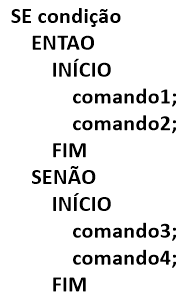 SE condição
ENTAO
INÍCIO
comando1;
comando2;
FIM
SENÃO
INÍCIO
comando3;
comando4;
FIM